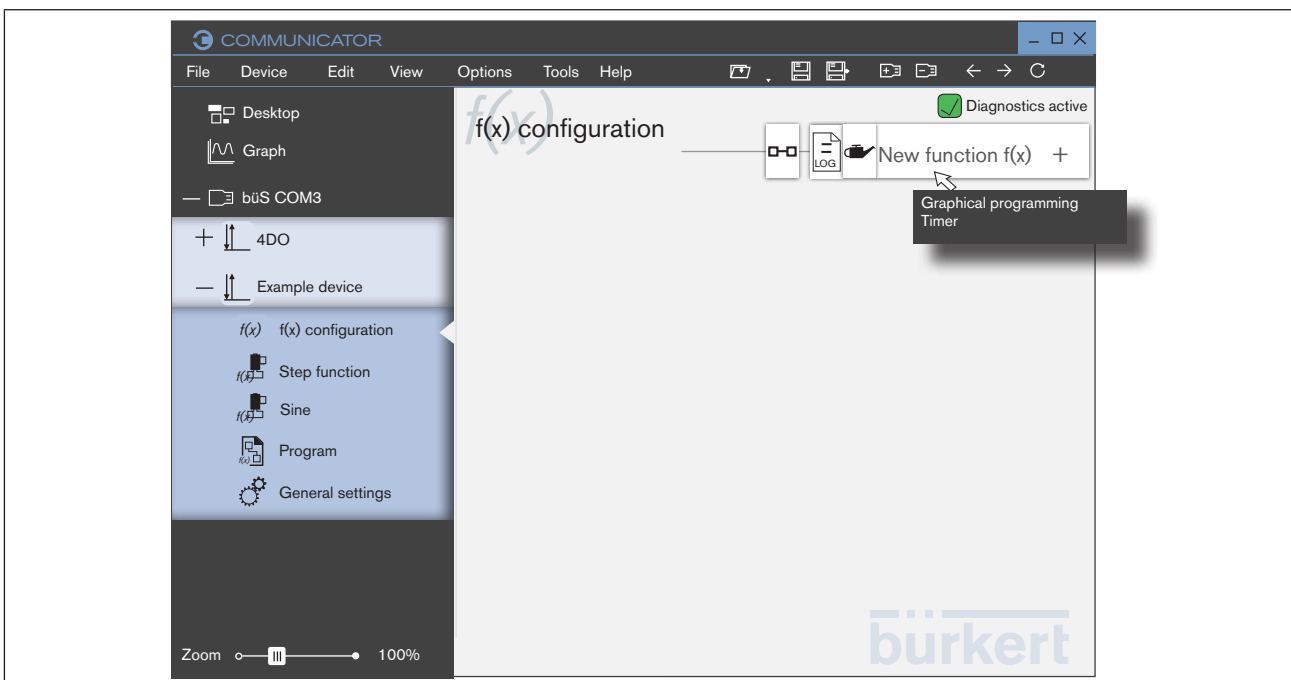 COMMUNICATOR
File Device Edit View Options Tools Help
Desktop
Graph
büS COM3
4DO
Example device
f(x) f(x) configuration
f(x) Step function
f(x) Sine
f(x) Program
General settings
Zoom 100%
f(x)
f(x) configuration
Diagnostics active
LOG
New function f(x) +
Graphical programming
Timer
burkert